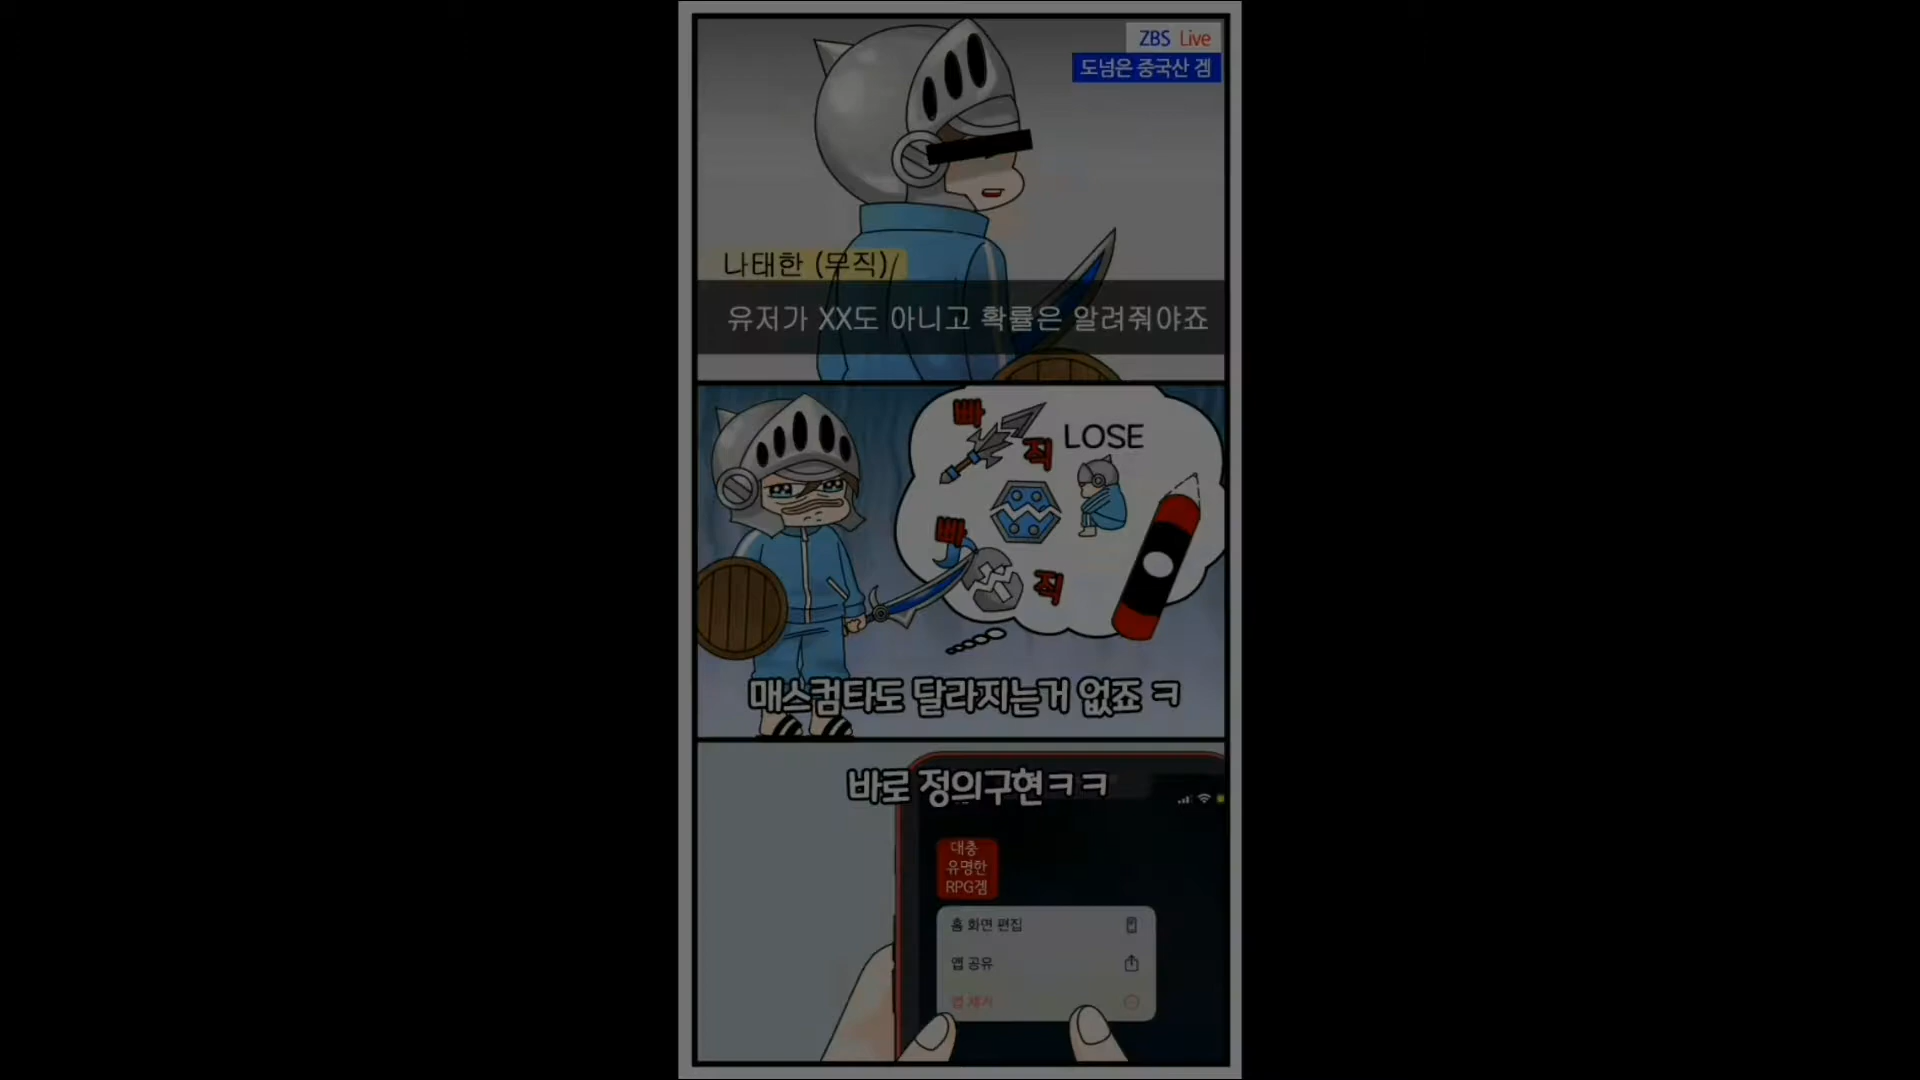 ZBS Live
도넘은 중국산 겜
나태한 (무직)
유저가 XX도 아니고 확률은 알려줘야죠
빠
직
LOSE
빠
직
매스컴타도 달라지는거 없죠 ㅋ
바로 정의구현ㅋㅋ
대충
유명한
RPG겜
홈 화면 편집
앱 공유
앱 제거